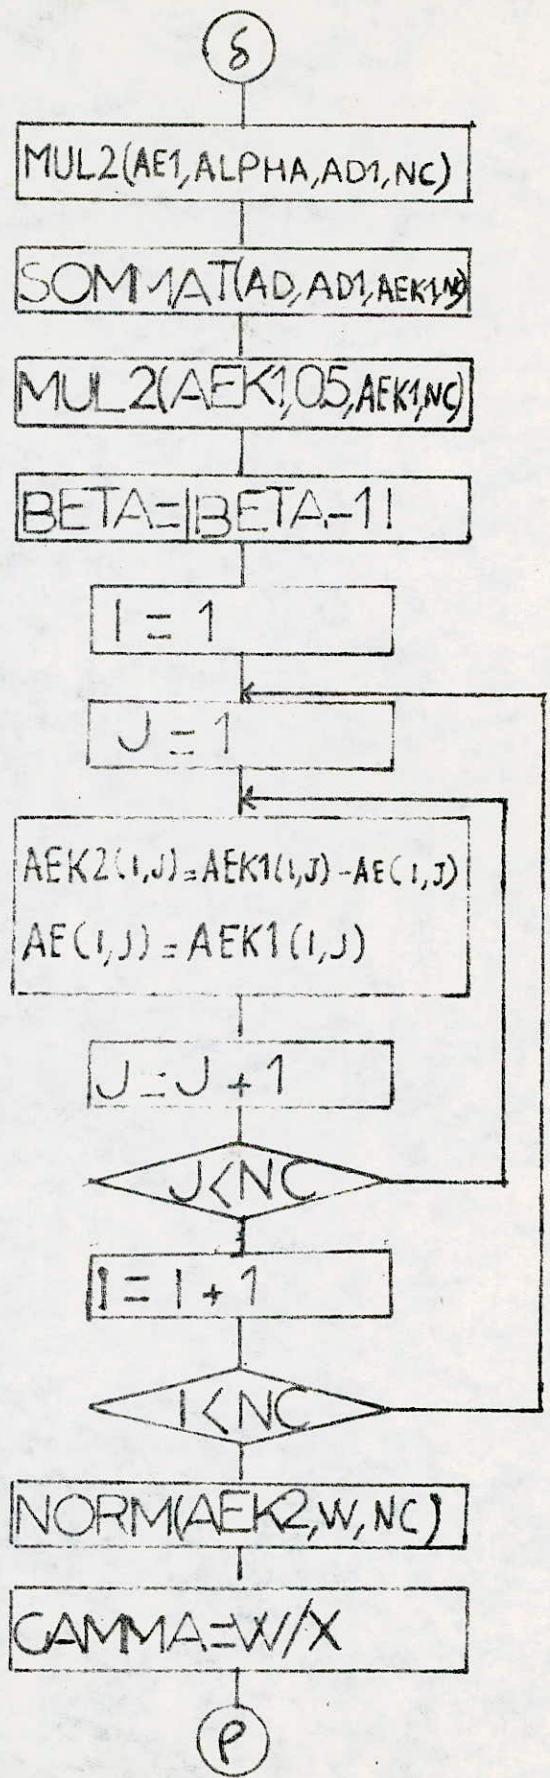 δ
MUL2(AE1,ALPHA,AD1,NC)
SOMMAT(AD,AD1,AEK1,NC)
MUL2(AEK1,0.5,AEK1,NC)
BETA=|BETA-1|
I = 1
J = 1
AEK2(I,J)=AEK1(I,J)-AE(I,J)
AE(I,J)=AEK1(I,J)
J=J+1
J<NC
I=I+1
I<NC
NORM(AEK2,W,NC)
GAMMA=W/X
P